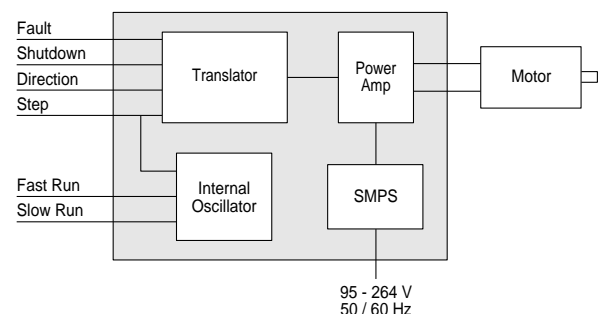 Fault
Shutdown
Direction
Step
Translator
Power
Amp
Motor
Fast Run
Slow Run
Internal
Oscillator
SMPS
95 - 264 V
50 / 60 Hz